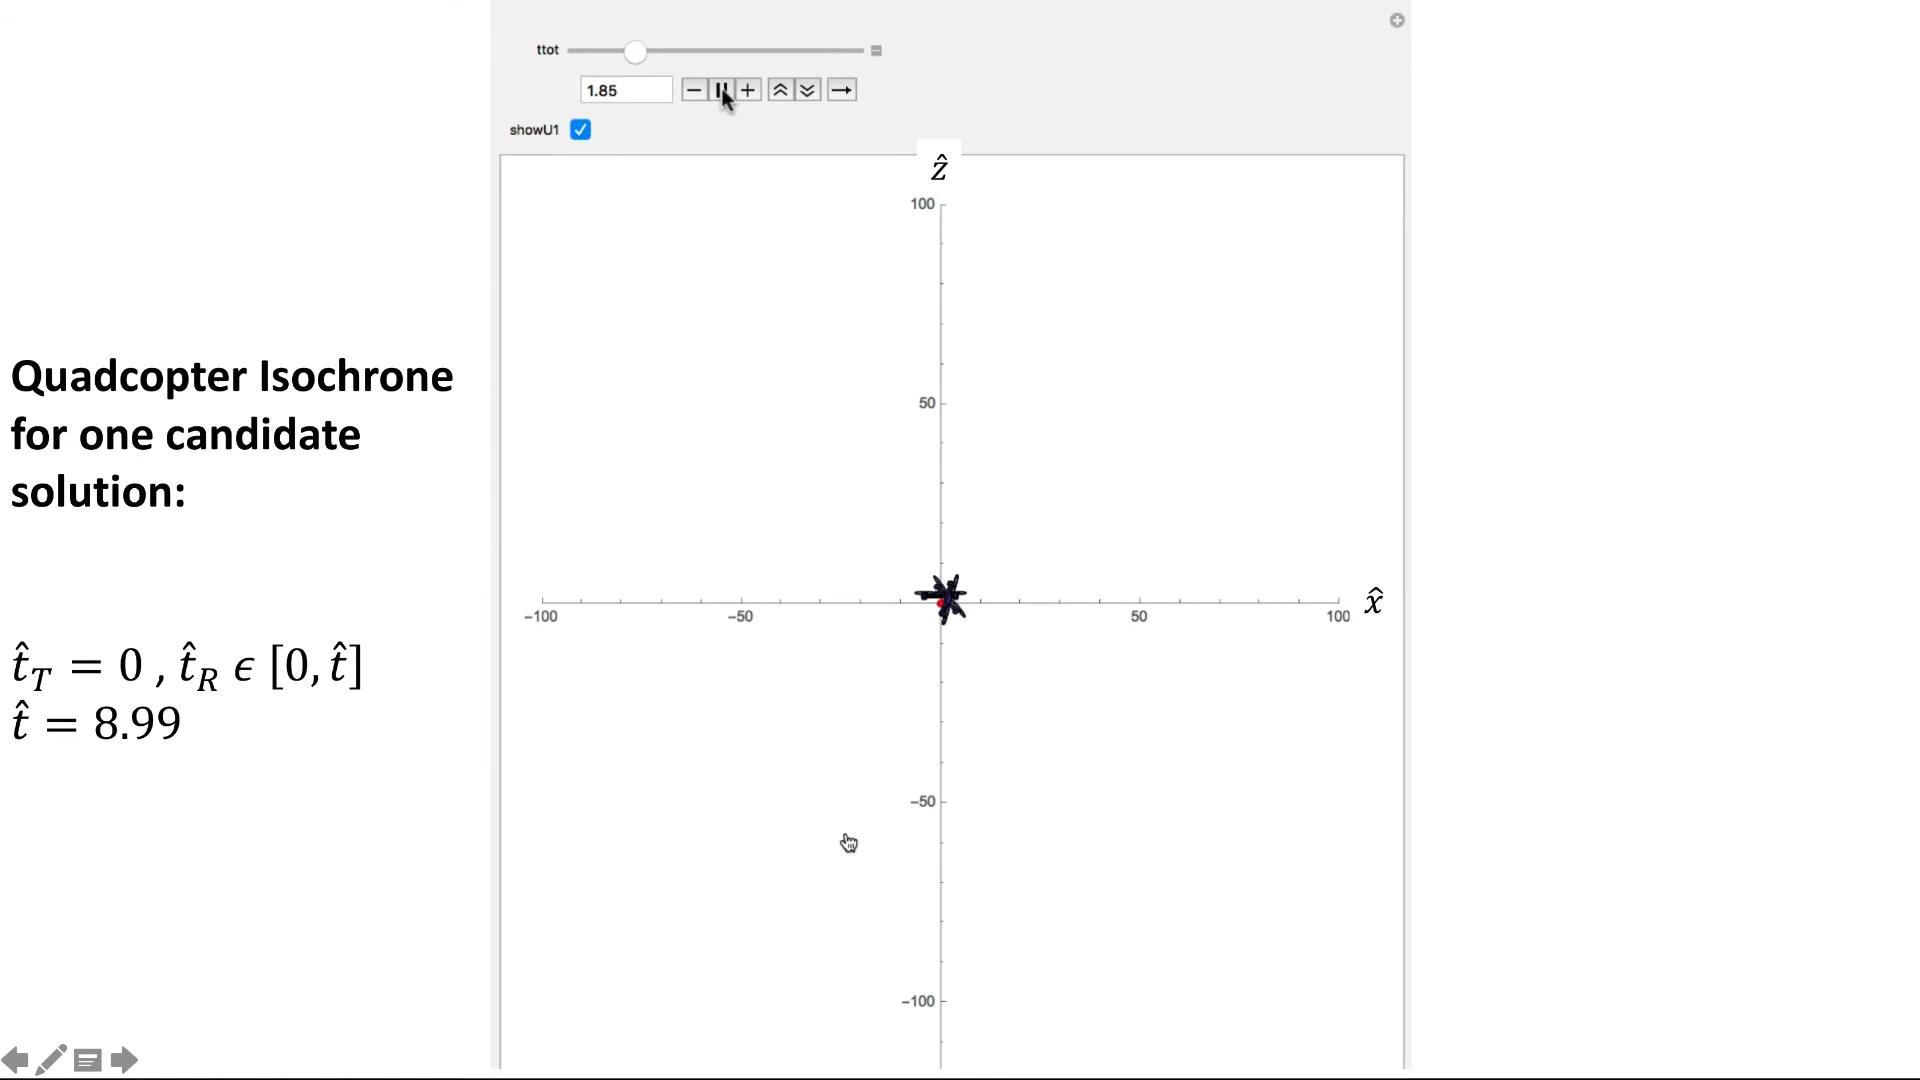 ttot
1.85
showU1
ẑ
100
50
−100
−50
50
100
x̂
−50
−100
Quadcopter Isochrone
for one candidate
solution:
t̂_T = 0 , t̂_R ϵ [0, t̂]
t̂ = 8.99